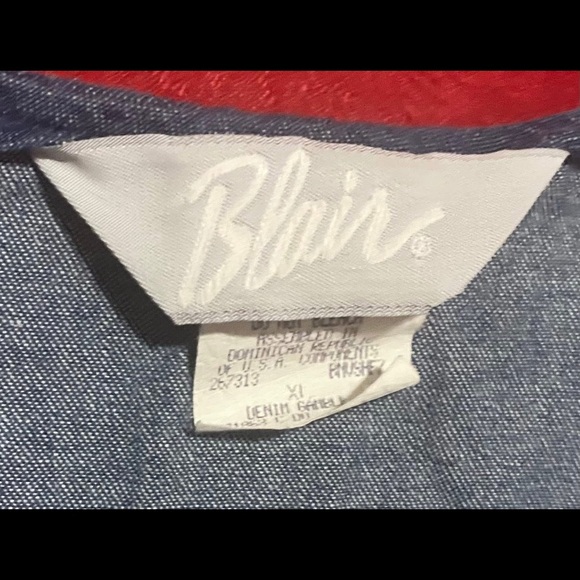 Blair®
DO NOT BLEACH
ASSEMBLED IN
DOMINICAN REPUBLIC
OF U.S.A. COMPONENTS
267313
XL
DENIM